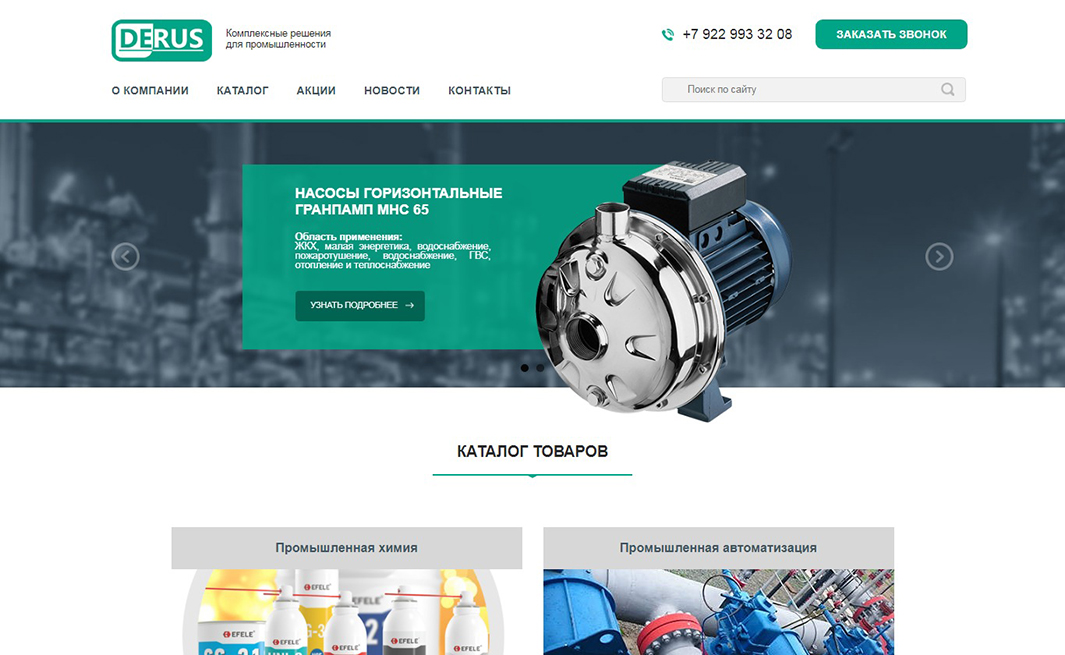 DERUS
Комплексные решения
для промышленности
+7 922 993 32 08
ЗАКАЗАТЬ ЗВОНОК
О КОМПАНИИ КАТАЛОГ АКЦИИ НОВОСТИ КОНТАКТЫ
Поиск по сайту
НАСОСЫ ГОРИЗОНТАЛЬНЫЕ
ГРАНПАМП МНС 65
Область применения:
ЖКХ, малая энергетика, водоснабжение,
пожаротушение, водоснабжение, ГВС,
отопление и теплоснабжение
УЗНАТЬ ПОДРОБНЕЕ →
КАТАЛОГ ТОВАРОВ
Промышленная химия
Промышленная автоматизация
EFELE
EFELE
EFELE
EFELE
EFELE
EFELE